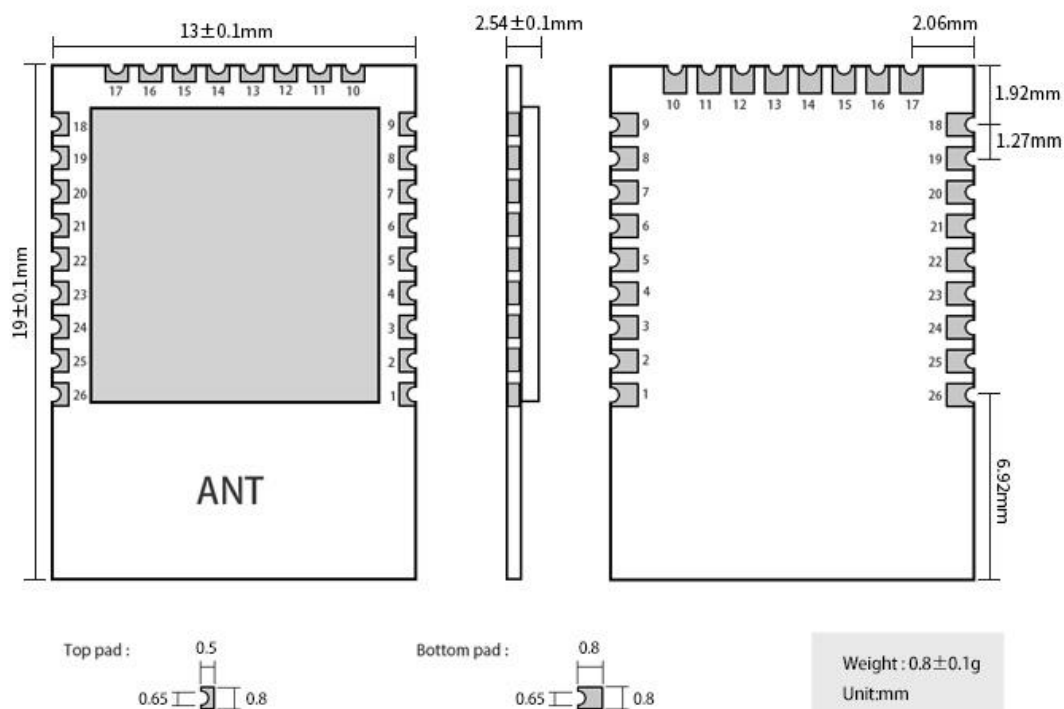 13±0.1mm
2.54±0.1mm
2.06mm
17 16 15 14 13 12 11 10
10 11 12 13 14 15 16 17
1.92mm
18 9
9 18
1.27mm
19 8
8 19
20 7
7 20
21 6
6 21
22 5
5 22
19±0.1mm
23 4
4 23
24 3
3 24
25 2
2 25
26 1
1 26
6.92mm
ANT
Top pad :
0.5
0.65
0.8
Bottom pad :
0.8
0.65
0.8
Weight : 0.8±0.1g
Unit:mm